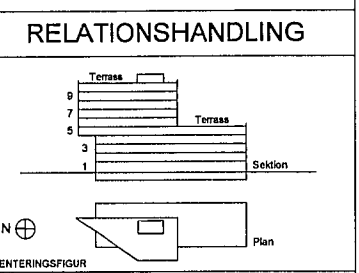 RELATIONSHANDLING
Terrass
9
7
Terrass
5
3
1
Sektion
N
Plan
ENTERINGSFIGUR